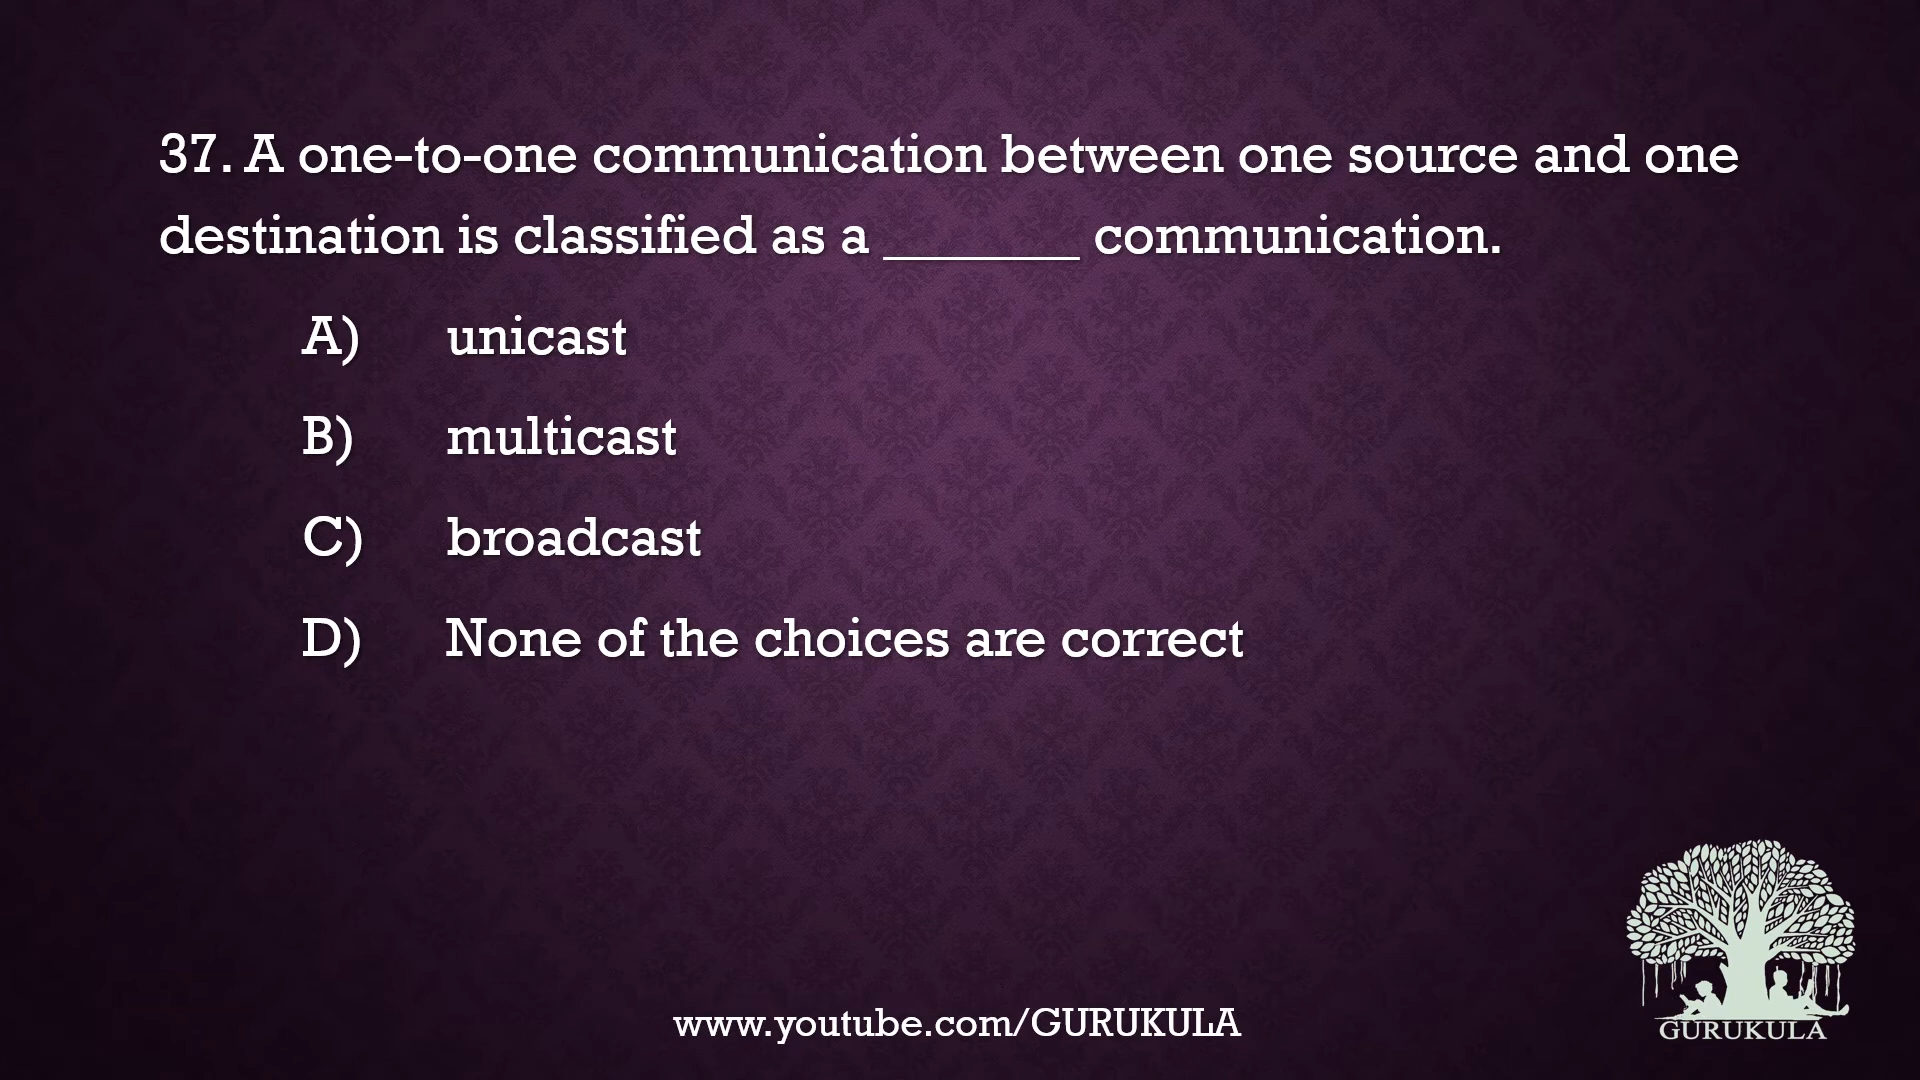 37. A one-to-one communication between one source and one
destination is classified as a _______ communication.
A) unicast
B) multicast
C) broadcast
D) None of the choices are correct
www.youtube.com/GURUKULA
GURUKULA